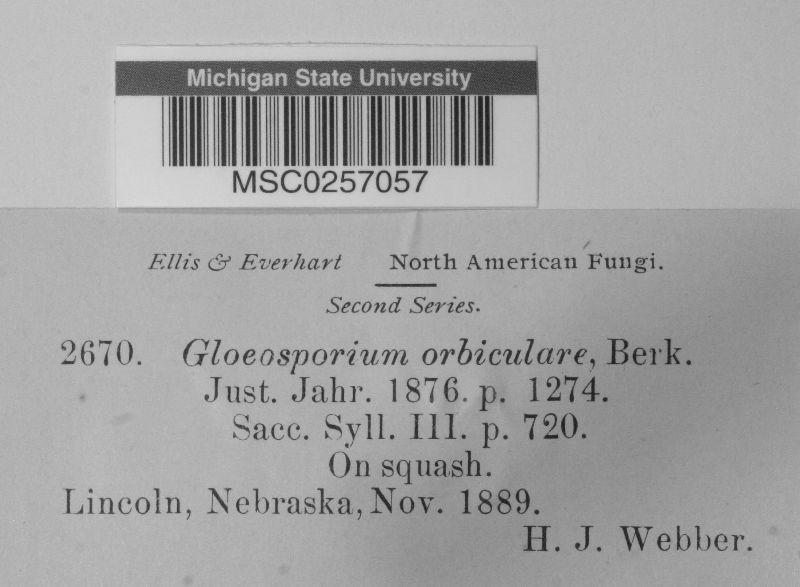 Michigan State University
MSC0257057
Ellis & Everhart North American Fungi.
Second Series.
2670. Gloeosporium orbiculare, Berk.
Just. Jahr. 1876. p. 1274.
Sacc. Syll. III. p. 720.
On squash.
Lincoln, Nebraska, Nov. 1889.
H. J. Webber.